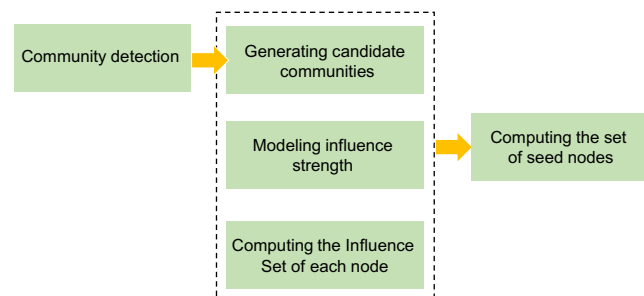 Community detection
Generating candidate
communities
Modeling influence
strength
Computing the Influence
Set of each node
Computing the set
of seed nodes